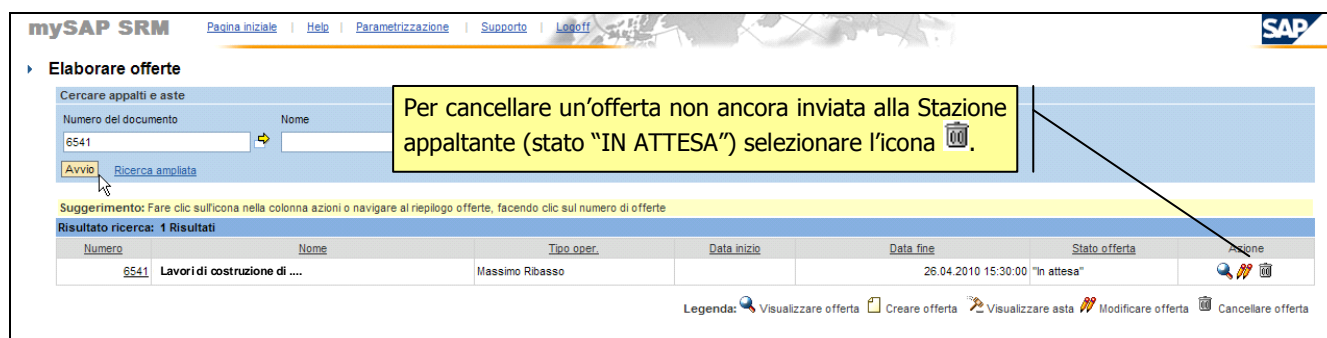 mySAP SRM Pagina iniziale | Help | Parametrizzazione | Supporto | Logoff SAP
Elaborare offerte
Cercare appalti e aste
Numero del documento Nome
6541
Avvio Ricerca ampliata
Per cancellare un'offerta non ancora inviata alla Stazione
appaltante (stato "IN ATTESA") selezionare l'icona .
Suggerimento: Fare clic sull'icona nella colonna azioni o navigare al riepilogo offerte, facendo clic sul numero di offerte
Risultato ricerca: 1 Risultati
Numero Nome Tipo oper. Data inizio Data fine Stato offerta Azione
6541 Lavori di costruzione di .... Massimo Ribasso 26.04.2010 15:30:00 "In attesa"
Legenda: Visualizzare offerta Creare offerta Visualizzare asta Modificare offerta Cancellare offerta